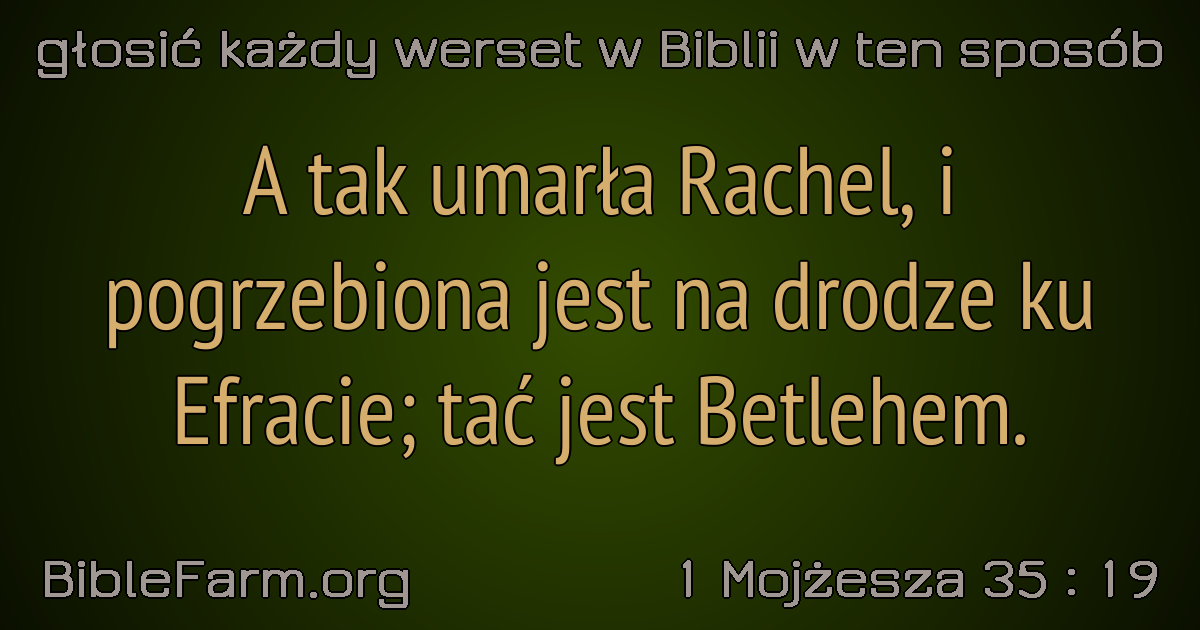 głosić każdy werset w Biblii w ten sposób
A tak umarła Rachel, i
pogrzebiona jest na drodze ku
Efracie; tać jest Betlehem.
BibleFarm.org
1 Mojżesza 35 : 19